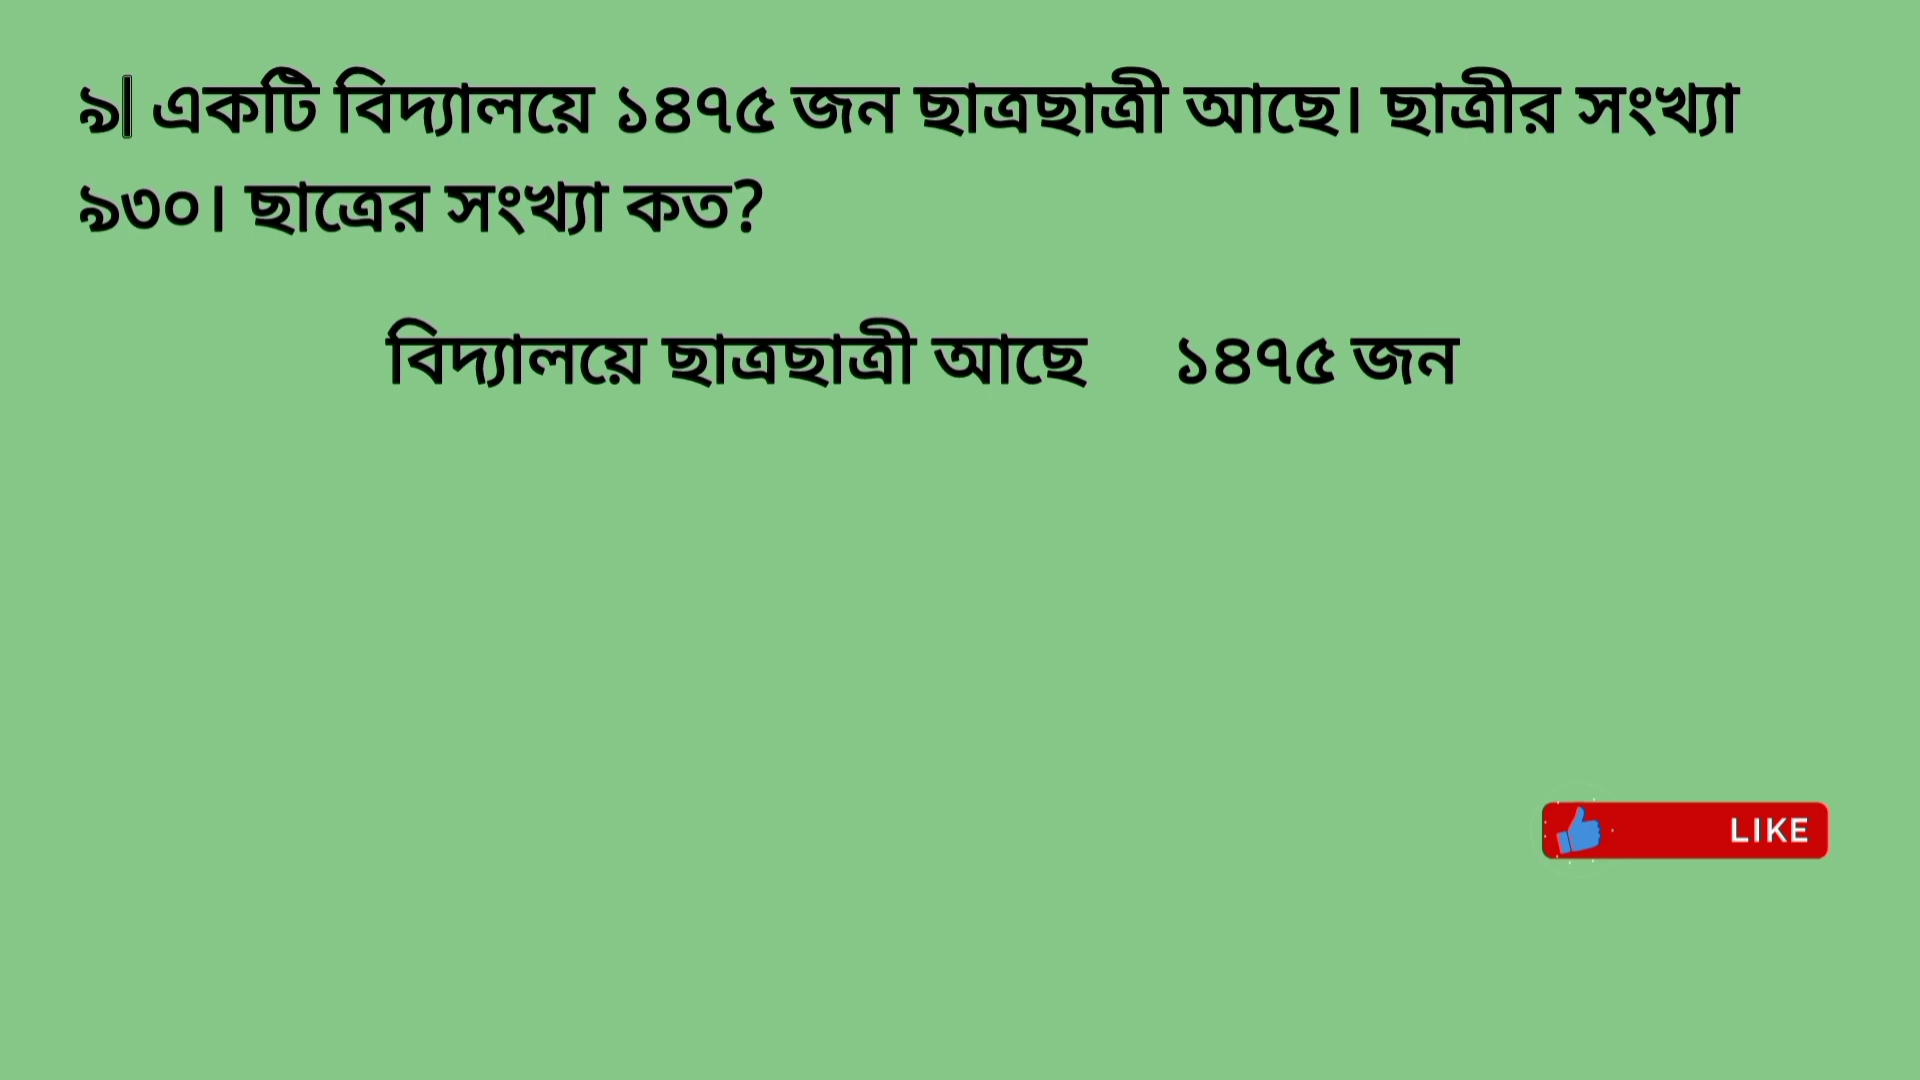 ৯| একটি বিদ্যালয়ে ১৪৭৫ জন ছাত্রছাত্রী আছে। ছাত্রীর সংখ্যা
৯৩০। ছাত্রের সংখ্যা কত?
বিদ্যালয়ে ছাত্রছাত্রী আছে ১৪৭৫ জন
LIKE